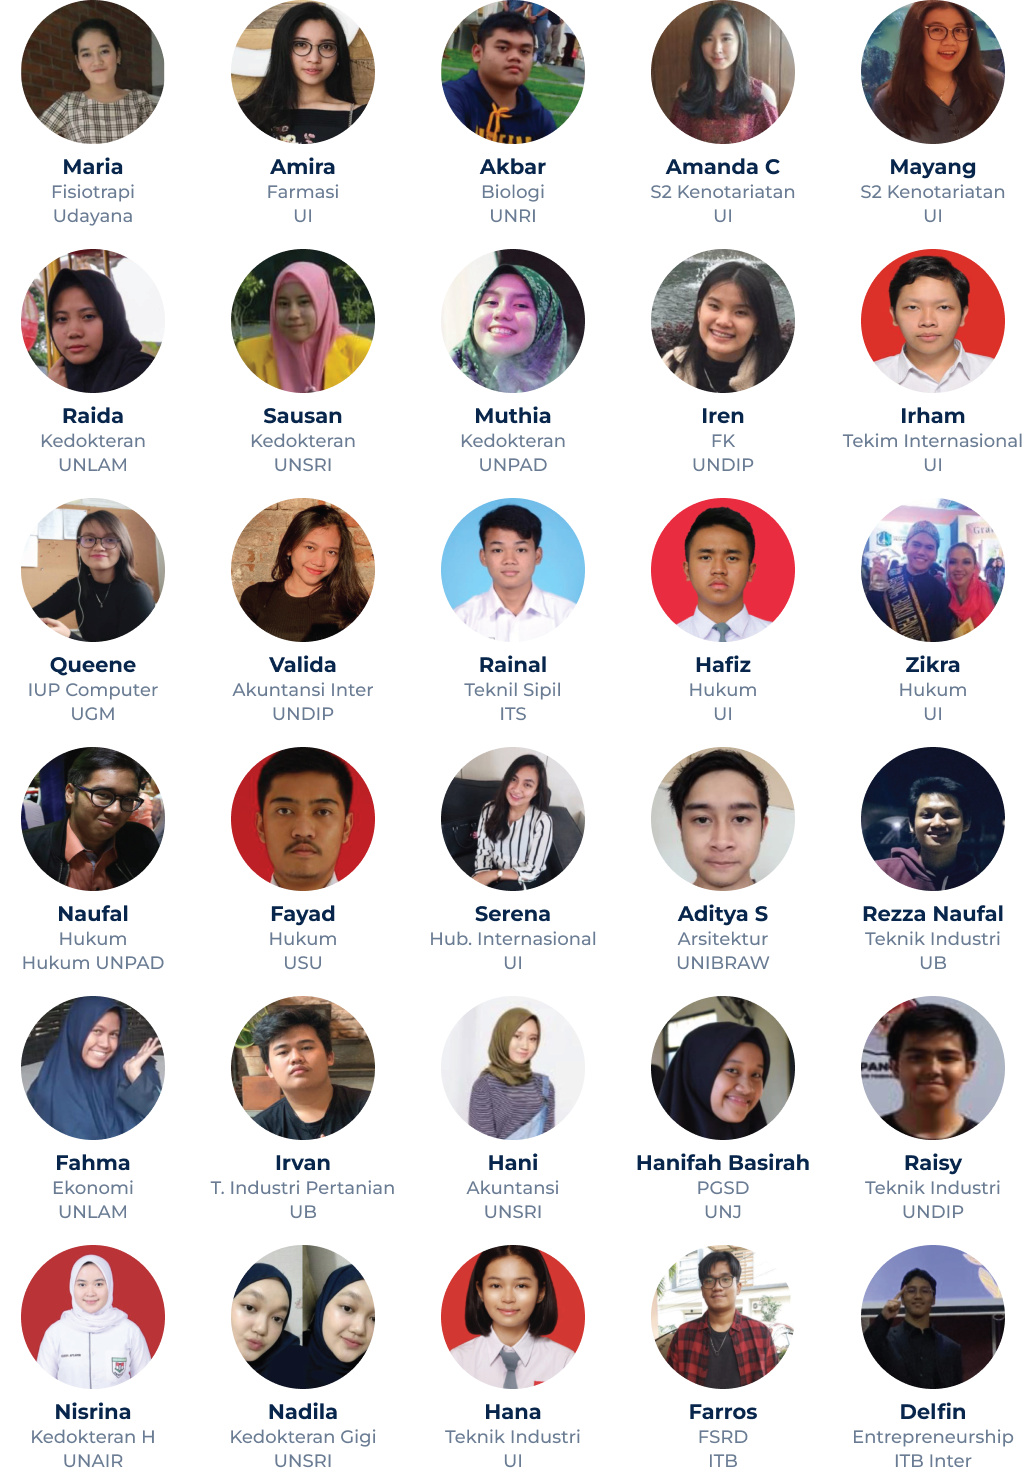 Maria
Fisiotrapi
Udayana
Amira
Farmasi
UI
Akbar
Biologi
UNRI
Amanda C
S2 Kenotariatan
UI
Mayang
S2 Kenotariatan
UI
Raida
Kedokteran
UNLAM
Sausan
Kedokteran
UNSRI
Muthia
Kedokteran
UNPAD
Iren
FK
UNDIP
Irham
Tekim Internasional
UI
Queene
IUP Computer
UGM
Valida
Akuntansi Inter
UNDIP
Rainal
Teknil Sipil
ITS
Hafiz
Hukum
UI
Zikra
Hukum
UI
Naufal
Hukum
Hukum UNPAD
Fayad
Hukum
USU
Serena
Hub. Internasional
UI
Aditya S
Arsitektur
UNIBRAW
Rezza Naufal
Teknik Industri
UB
Fahma
Ekonomi
UNLAM
Irvan
T. Industri Pertanian
UB
Hani
Akuntansi
UNSRI
Hanifah Basirah
PGSD
UNJ
Raisy
Teknik Industri
UNDIP
Nisrina
Kedokteran H
UNAIR
Nadila
Kedokteran Gigi
UNSRI
Hana
Teknik Industri
UI
Farros
FSRD
ITB
Delfin
Entrepreneurship
ITB Inter